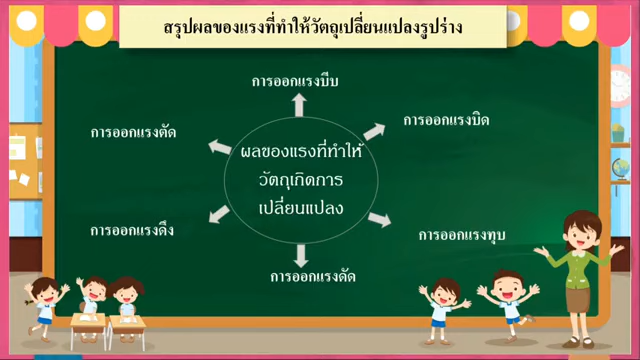 สรุปผลของแรงที่ทำให้วัตถุเปลี่ยนแปลงรูปร่าง
การออกแรงบีบ
การออกแรงบิด
การออกแรงตัด
ผลของแรงที่ทำให้
วัตถุเกิดการ
เปลี่ยนแปลง
การออกแรงดึง
การออกแรงทุบ
การออกแรงดัด